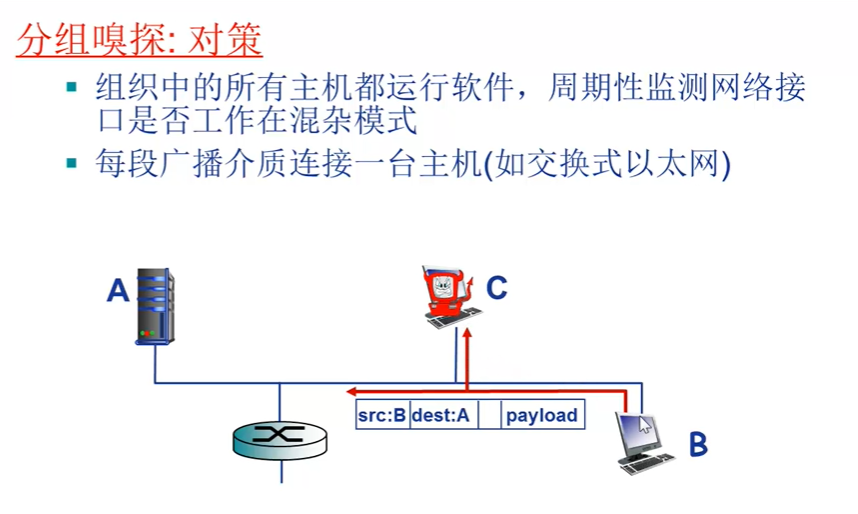 分组嗅探: 对策
组织中的所有主机都运行软件，周期性监测网络接
口是否工作在混杂模式
每段广播介质连接一台主机(如交换式以太网)
A
C
src:B dest:A payload
B